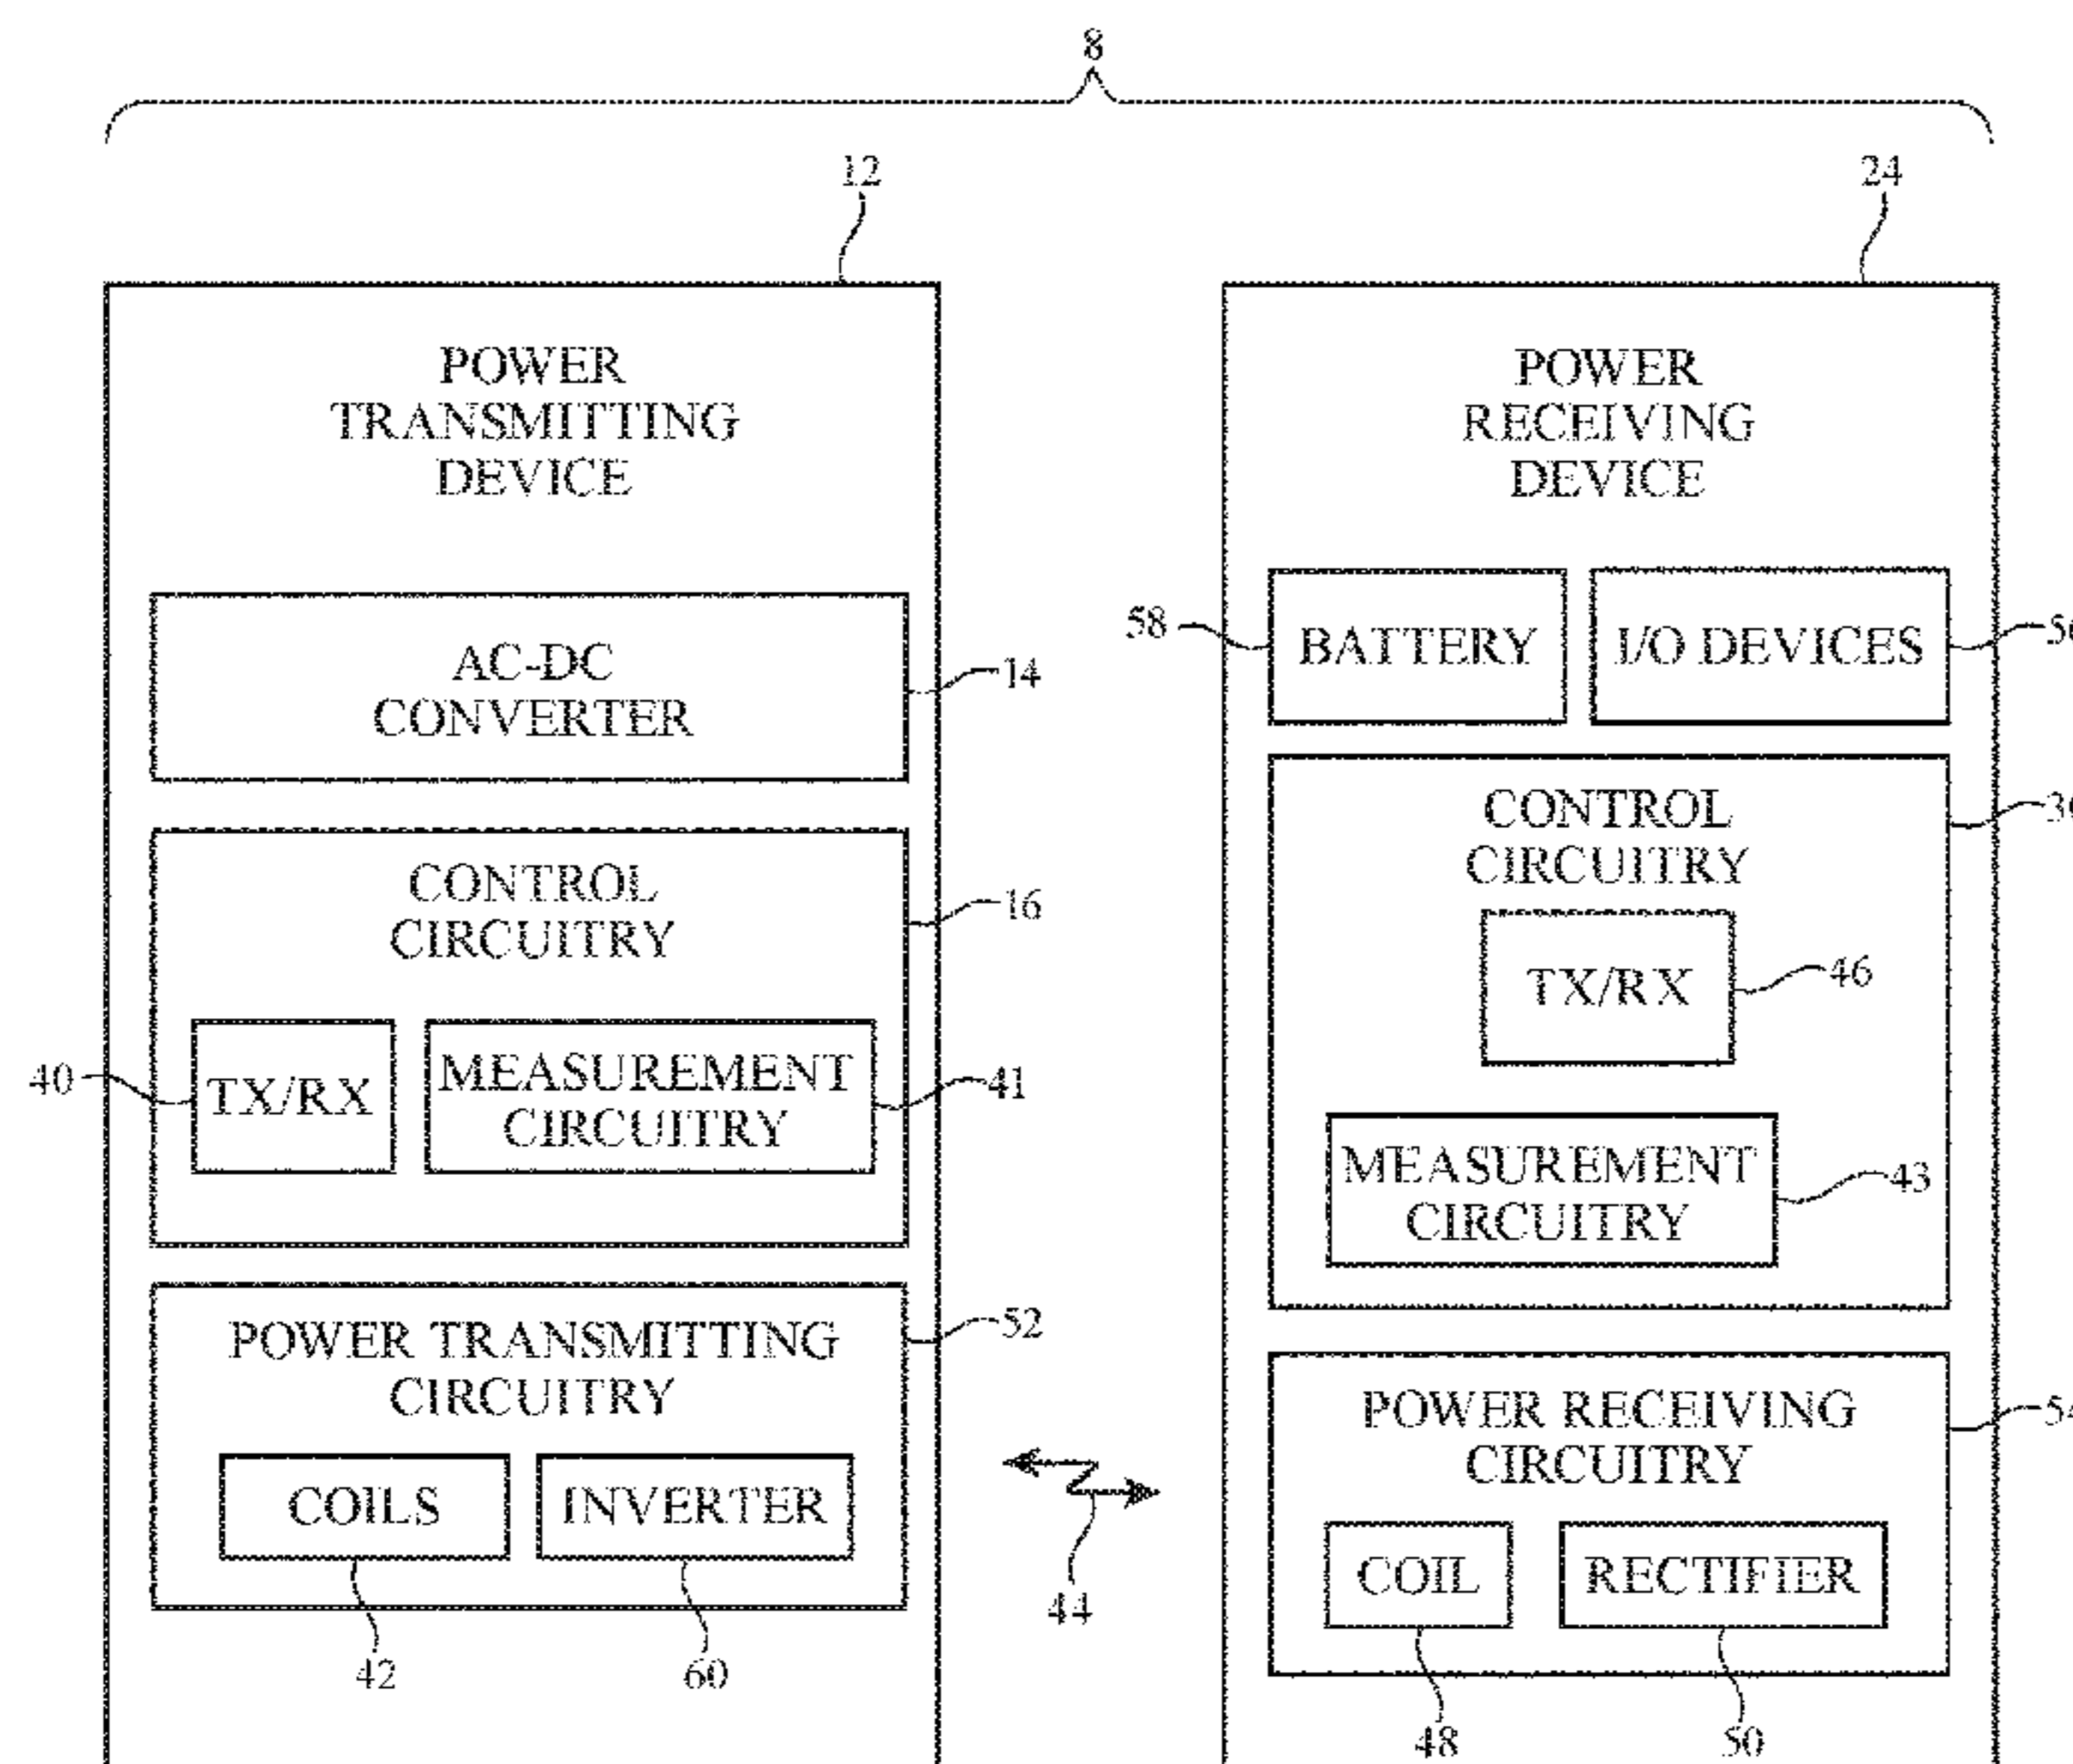 8
12
POWER
TRANSMITTING
DEVICE
AC-DC
CONVERTER
14
CONTROL
CIRCUITRY
16
40
TX/RX
MEASUREMENT
CIRCUITRY
41
POWER TRANSMITTING
CIRCUITRY
52
COILS
INVERTER
42
60
44
24
POWER
RECEIVING
DEVICE
58
BATTERY
I/O DEVICES
CONTROL
CIRCUITRY
TX/RX
46
MEASUREMENT
CIRCUITRY
43
POWER RECEIVING
CIRCUITRY
COIL
RECTIFIER
48
50